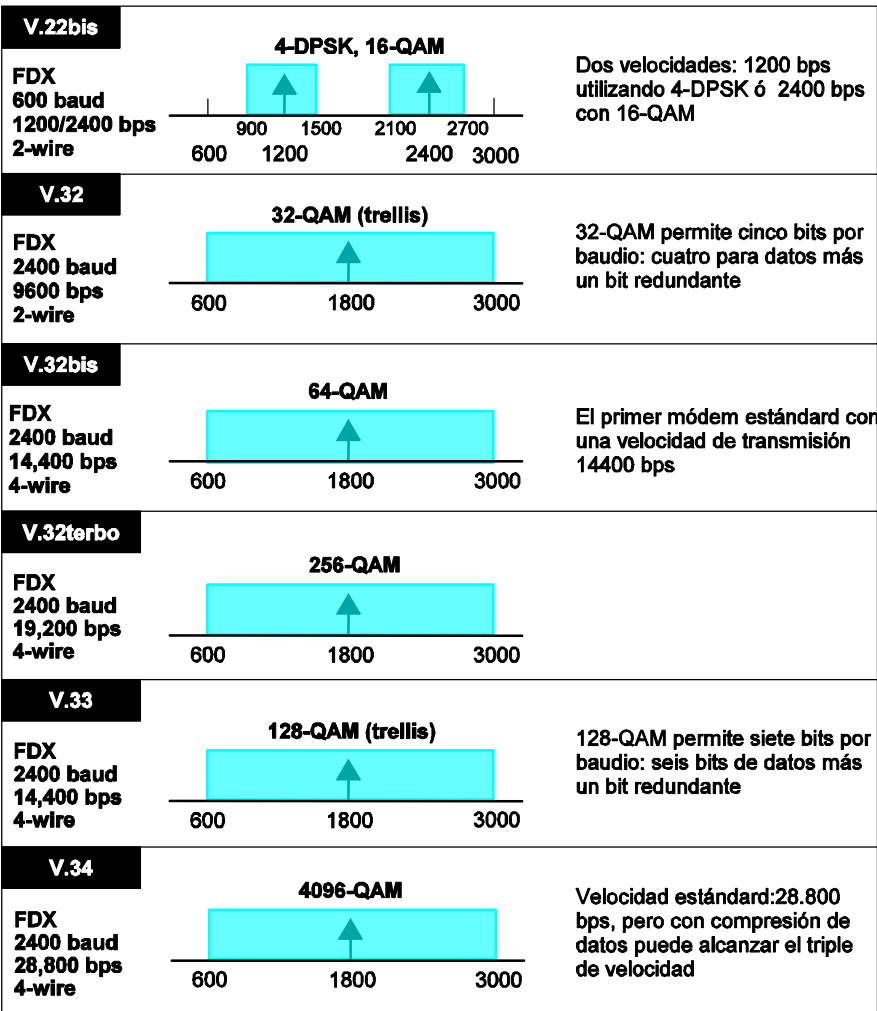 V.22bis
FDX
600 baud
1200/2400 bps
2-wire
4-DPSK, 16-QAM
900 1500 2100 2700
600 1200 2400 3000
Dos velocidades: 1200 bps
utilizando 4-DPSK ó 2400 bps
con 16-QAM
V.32
FDX
2400 baud
9600 bps
2-wire
32-QAM (trellis)
600 1800 3000
32-QAM permite cinco bits por
baudio: cuatro para datos más
un bit redundante
V.32bis
FDX
2400 baud
14,400 bps
4-wire
64-QAM
600 1800 3000
El primer módem estándard con
una velocidad de transmisión
14400 bps
V.32terbo
FDX
2400 baud
19,200 bps
4-wire
256-QAM
600 1800 3000
V.33
FDX
2400 baud
14,400 bps
4-wire
128-QAM (trellis)
600 1800 3000
128-QAM permite siete bits por
baudio: seis bits de datos más
un bit redundante
V.34
FDX
2400 baud
28,800 bps
4-wire
4096-QAM
600 1800 3000
Velocidad estándard:28.800
bps, pero con compresión de
datos puede alcanzar el triple
de velocidad